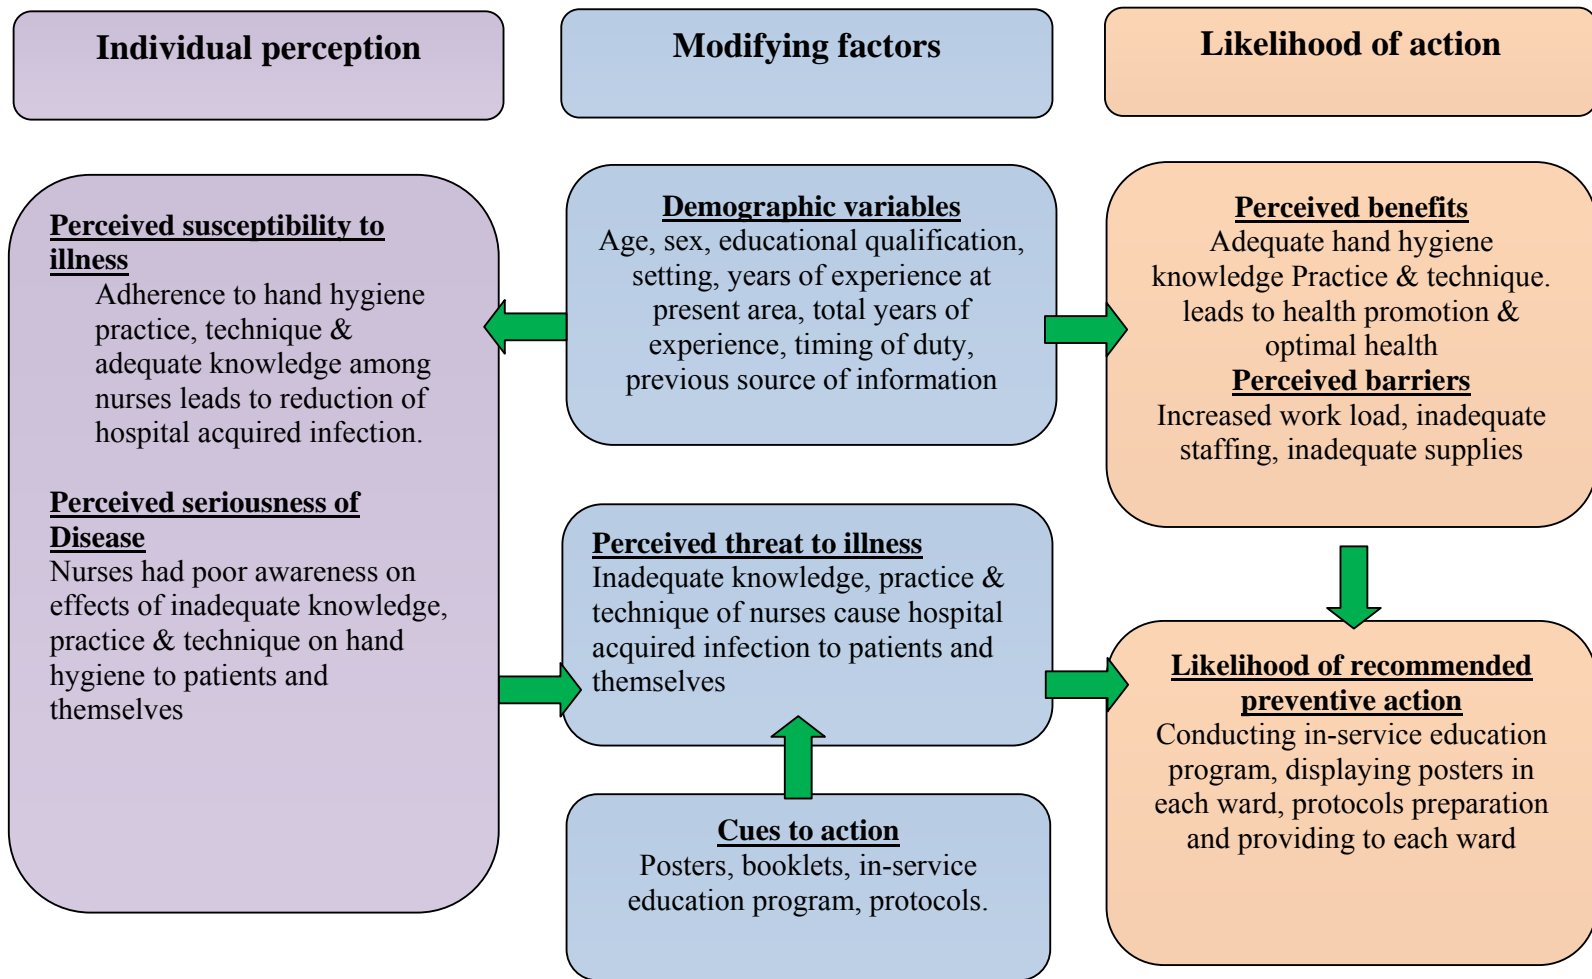 Individual perception
Modifying factors
Likelihood of action
Perceived susceptibility to
illness
Adherence to hand hygiene
practice, technique &
adequate knowledge among
nurses leads to reduction of
hospital acquired infection.
Perceived seriousness of
Disease
Nurses had poor awareness on
effects of inadequate knowledge,
practice & technique on hand
hygiene to patients and
themselves
Demographic variables
Age, sex, educational qualification,
setting, years of experience at
present area, total years of
experience, timing of duty,
previous source of information
Perceived threat to illness
Inadequate knowledge, practice &
technique of nurses cause hospital
acquired infection to patients and
themselves
Cues to action
Posters, booklets, in-service
education program, protocols.
Perceived benefits
Adequate hand hygiene
knowledge Practice & technique.
leads to health promotion &
optimal health
Perceived barriers
Increased work load, inadequate
staffing, inadequate supplies
Likelihood of recommended
preventive action
Conducting in-service education
program, displaying posters in
each ward, protocols preparation
and providing to each ward